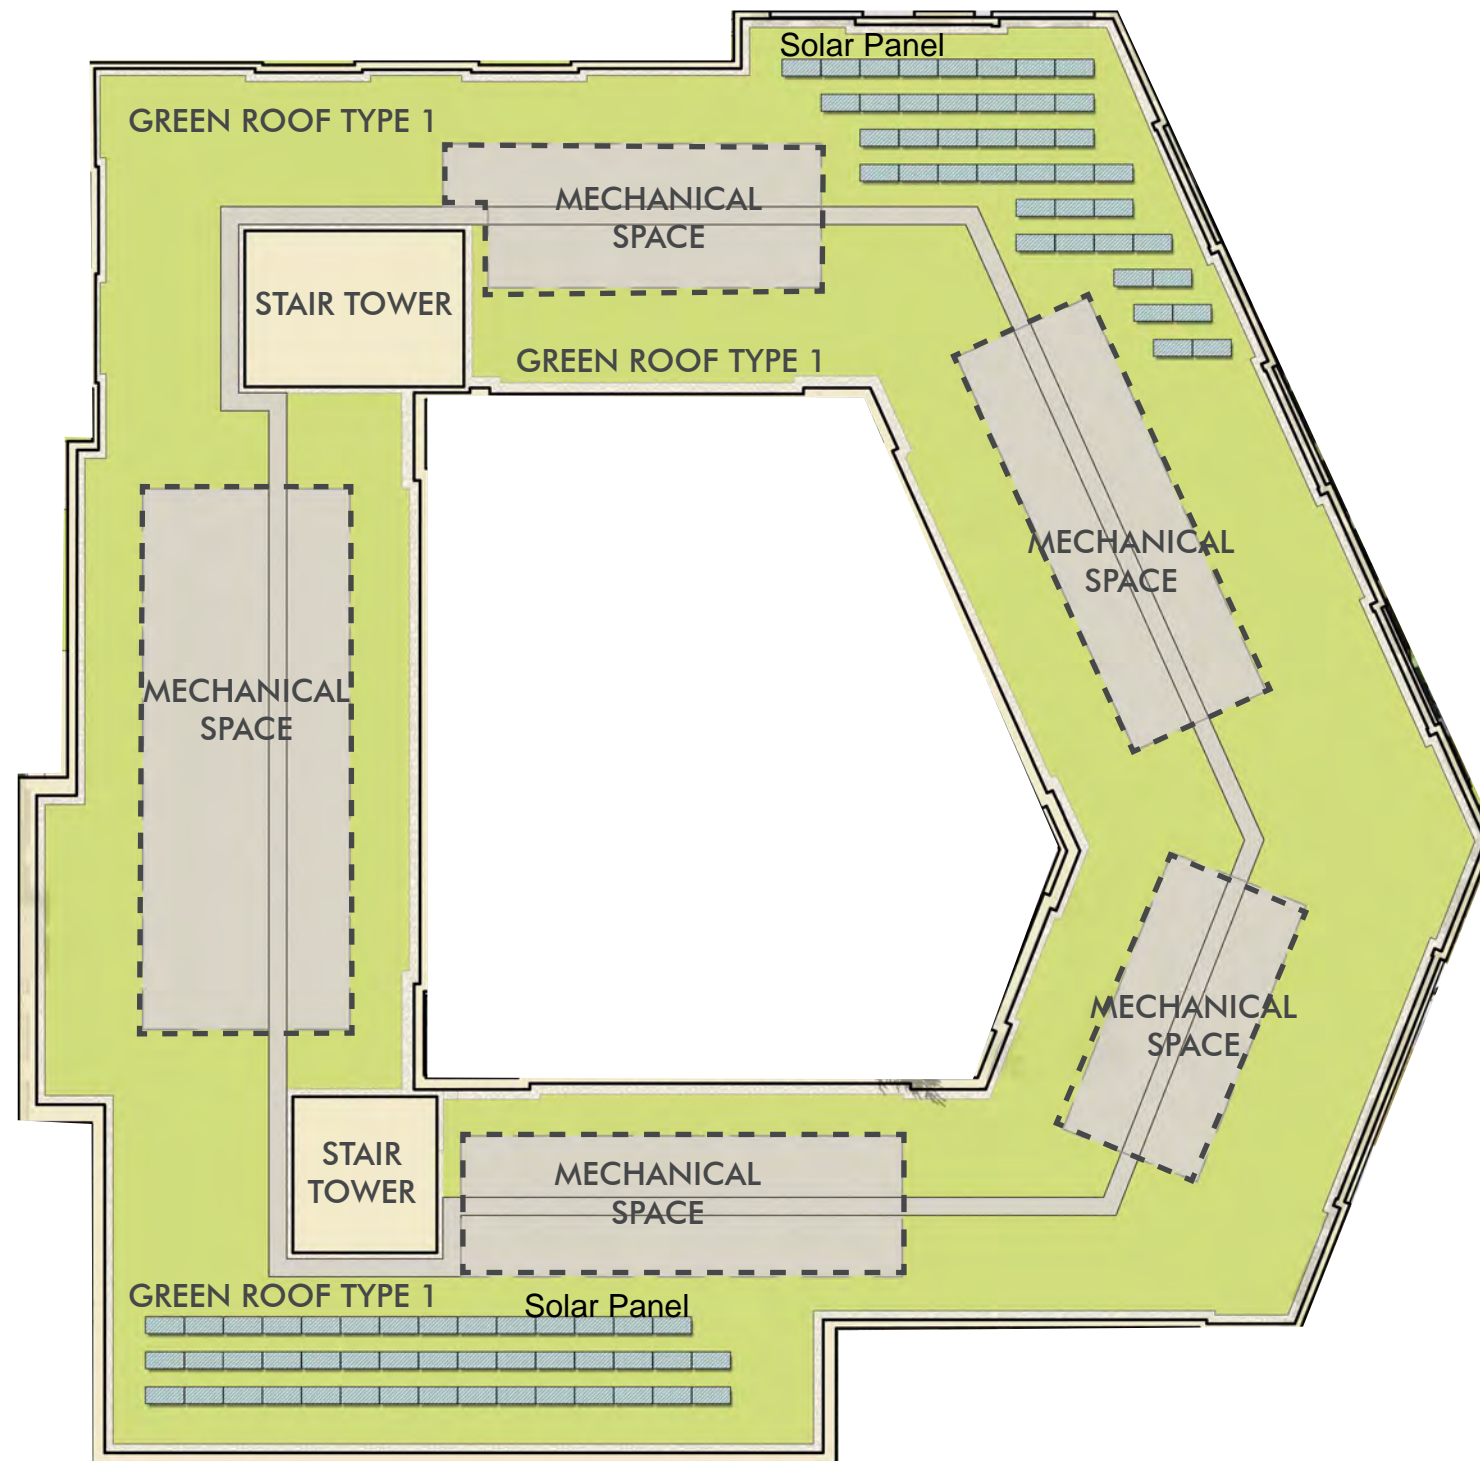 Solar Panel
GREEN ROOF TYPE 1
MECHANICAL
SPACE
STAIR TOWER
GREEN ROOF TYPE 1
MECHANICAL
SPACE
MECHANICAL
SPACE
MECHANICAL
SPACE
STAIR
TOWER
MECHANICAL
SPACE
GREEN ROOF TYPE 1
Solar Panel